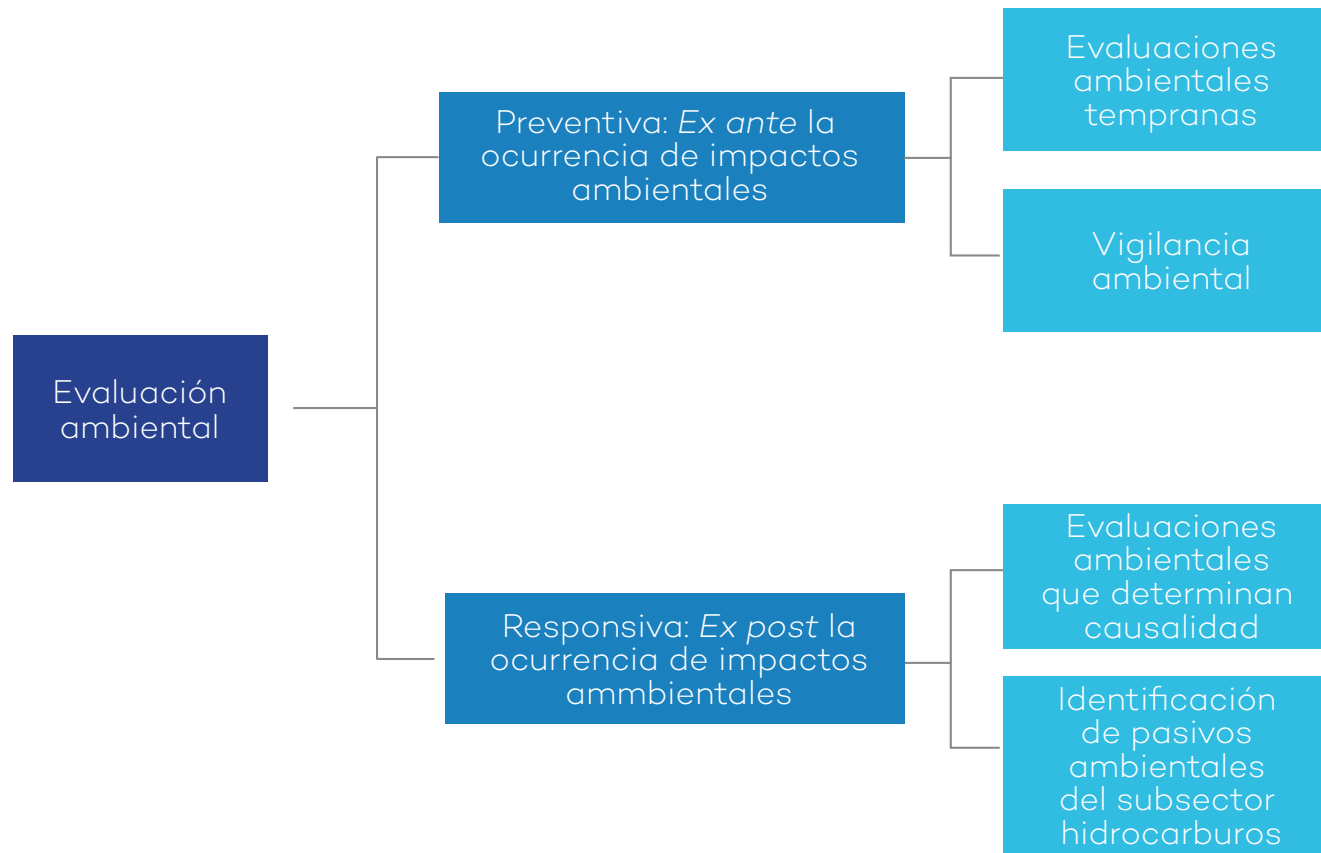 Evaluación
ambiental
Preventiva: Ex ante la
ocurrencia de impactos
ambientales
Evaluaciones
ambientales
tempranas
Vigilancia
ambiental
Responsiva: Ex post la
ocurrencia de impactos
ammbientales
Evaluaciones
ambientales
que determinan
causalidad
Identificación
de pasivos
ambientales
del subsector
hidrocarburos